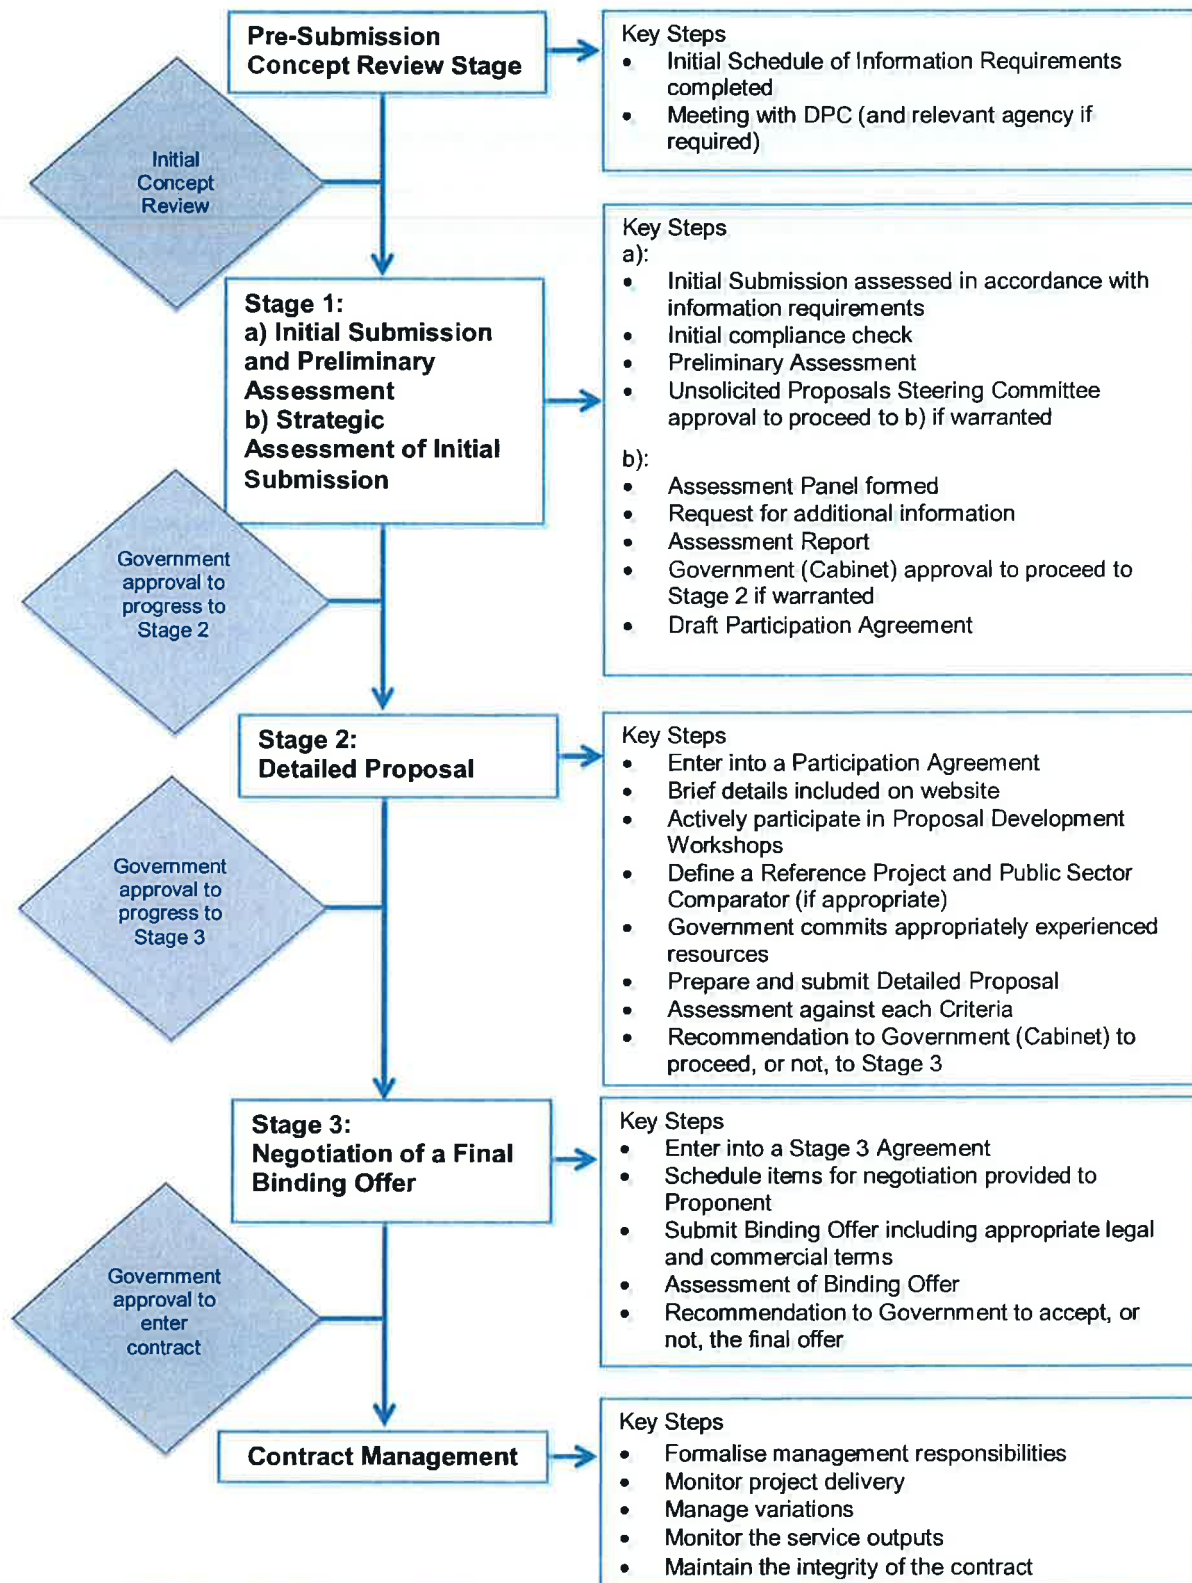 Pre-Submission
Concept Review Stage
Key Steps
• Initial Schedule of Information Requirements
completed
• Meeting with DPC (and relevant agency if
required)
Initial
Concept
Review
Stage 1:
a) Initial Submission
and Preliminary
Assessment
b) Strategic
Assessment of Initial
Submission
Key Steps
a):
• Initial Submission assessed in accordance with
information requirements
• Initial compliance check
• Preliminary Assessment
• Unsolicited Proposals Steering Committee
approval to proceed to b) if warranted
b):
• Assessment Panel formed
• Request for additional information
• Assessment Report
• Government (Cabinet) approval to proceed to
Stage 2 if warranted
• Draft Participation Agreement
Government
approval to
progress to
Stage 2
Stage 2:
Detailed Proposal
Key Steps
• Enter into a Participation Agreement
• Brief details included on website
• Actively participate in Proposal Development
Workshops
• Define a Reference Project and Public Sector
Comparator (if appropriate)
• Government commits appropriately experienced
resources
• Prepare and submit Detailed Proposal
• Assessment against each Criteria
• Recommendation to Government (Cabinet) to
proceed, or not, to Stage 3
Government
approval to
progress to
Stage 3
Stage 3:
Negotiation of a Final
Binding Offer
Key Steps
• Enter into a Stage 3 Agreement
• Schedule items for negotiation provided to
Proponent
• Submit Binding Offer including appropriate legal
and commercial terms
• Assessment of Binding Offer
• Recommendation to Government to accept, or
not, the final offer
Government
approval to
enter
contract
Contract Management
Key Steps
• Formalise management responsibilities
• Monitor project delivery
• Manage variations
• Monitor the service outputs
• Maintain the integrity of the contract